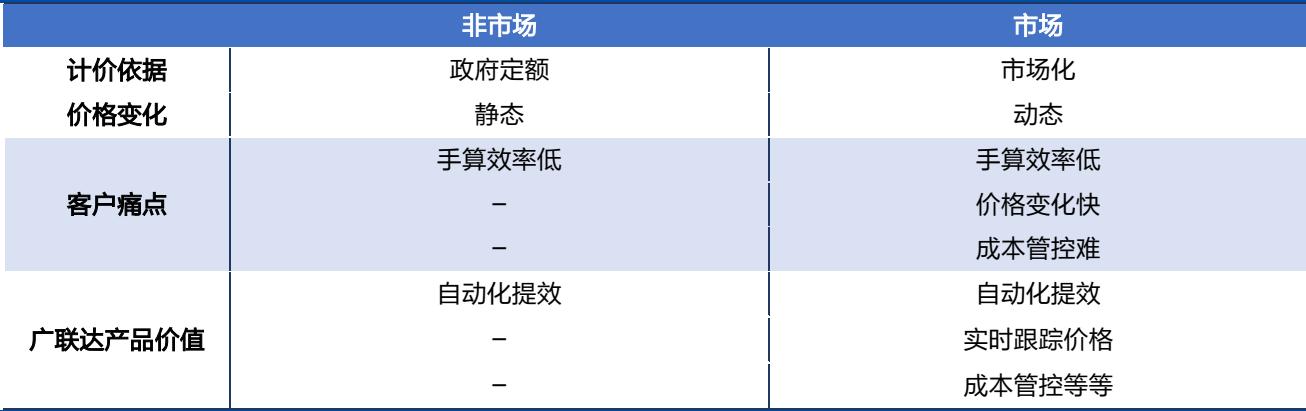 非市场 市场
计价依据 政府定额 市场化
价格变化 静态 动态
手算效率低 手算效率低
客户痛点 – 价格变化快
– 成本管控难
自动化提效 自动化提效
广联达产品价值 – 实时跟踪价格
– 成本管控等等